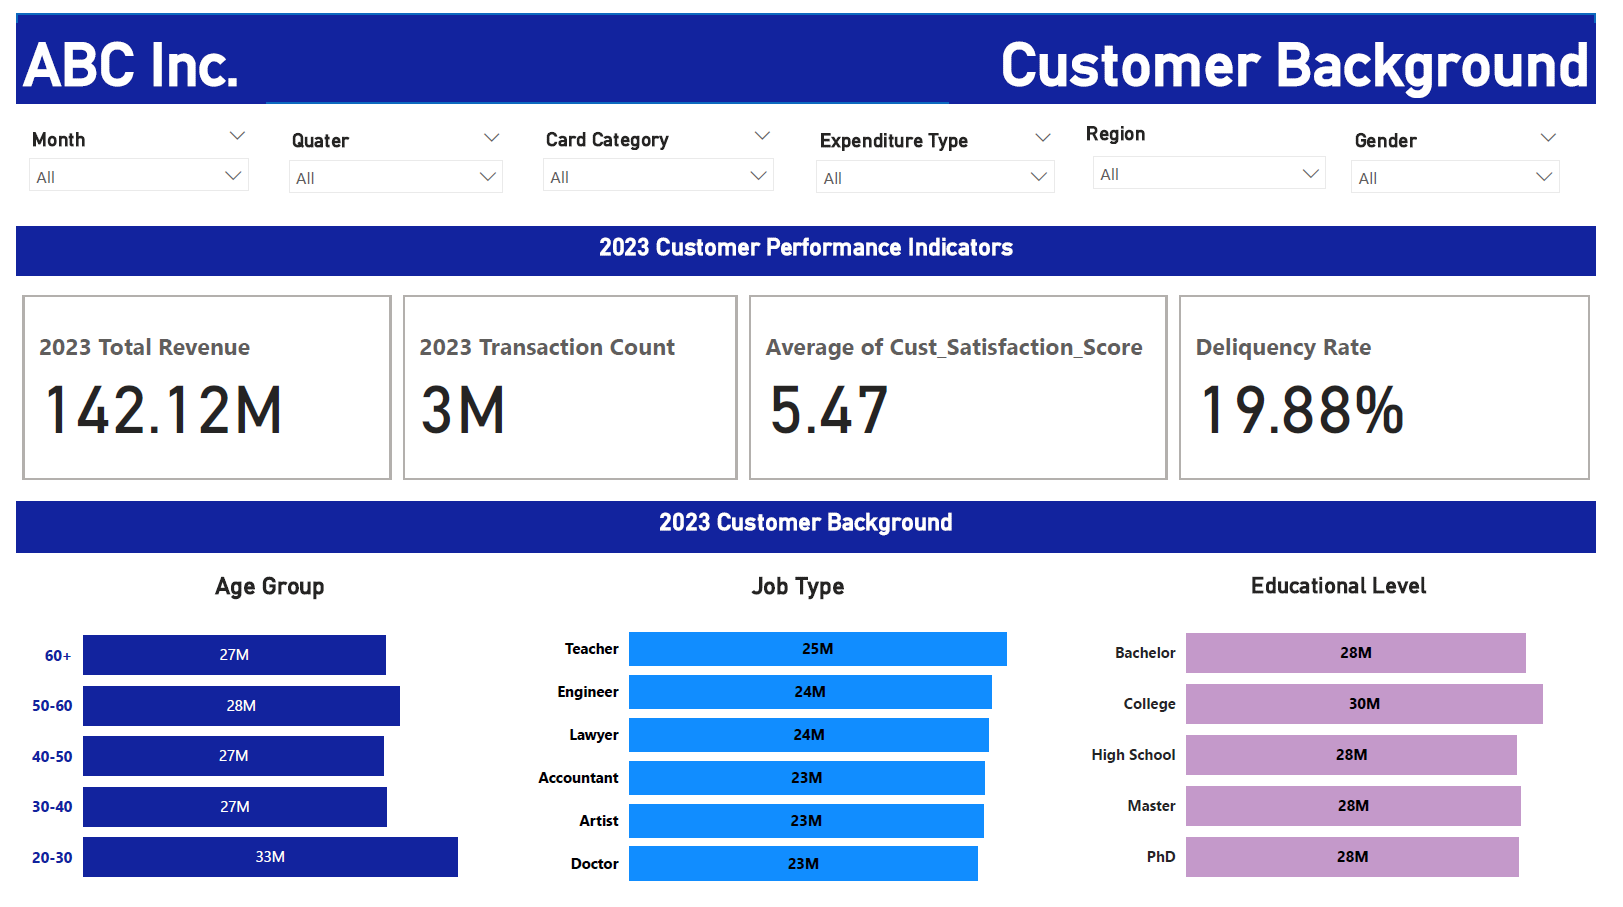 ABC Inc.
Customer Background
Month
Quater
Card Category
Expenditure Type
Region
Gender
All
All
All
All
All
All
2023 Customer Performance Indicators
2023 Total Revenue
142.12M
2023 Transaction Count
3M
Average of Cust_Satisfaction_Score
5.47
Deliquency Rate
19.88%
2023 Customer Background
Age Group
60+ 27M
50-60 28M
40-50 27M
30-40 27M
20-30 33M
Job Type
Teacher 25M
Engineer 24M
Lawyer 24M
Accountant 23M
Artist 23M
Doctor 23M
Educational Level
Bachelor 28M
College 30M
High School 28M
Master 28M
PhD 28M